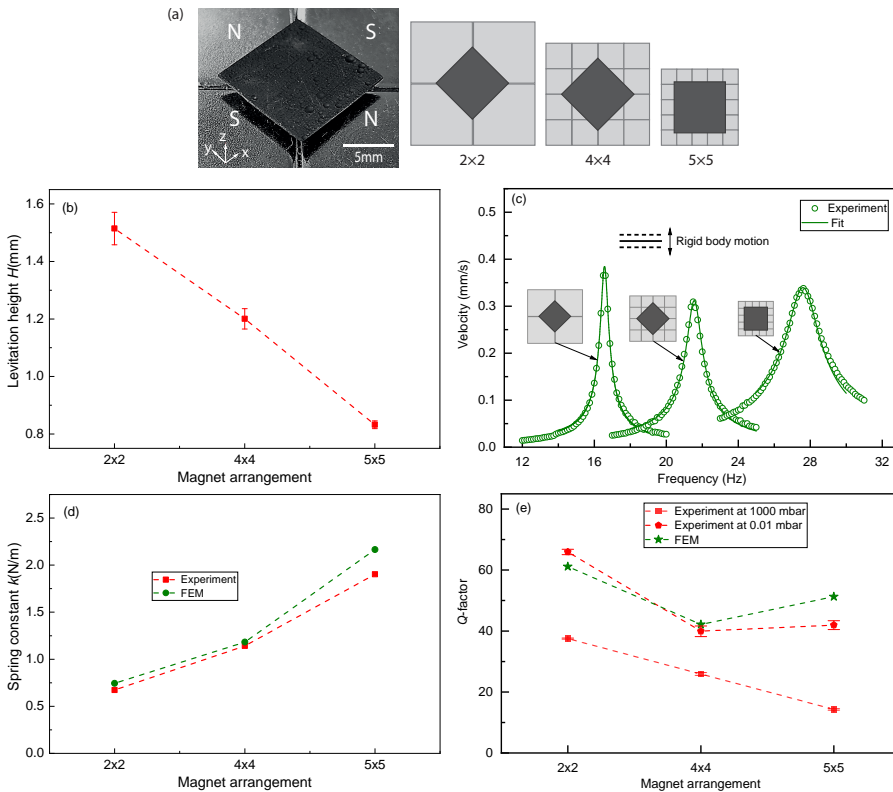 (a)
N
S
S
N
z
y
x
5mm
2×2
4×4
5×5
(b)
Levitation height H(mm)
1.6
1.4
1.2
1.0
0.8
2x2
4x4
5x5
Magnet arrangement
(c)
Experiment
Fit
Rigid body motion
Velocity (mm/s)
0.5
0.4
0.3
0.2
0.1
0.0
12
16
20
24
28
32
Frequency (Hz)
(d)
Experiment
FEM
Spring constant k(N/m)
2.5
2.0
1.5
1.0
0.5
0.0
2x2
4x4
5x5
Magnet arrangement
(e)
Experiment at 1000 mbar
Experiment at 0.01 mbar
FEM
Q-factor
80
60
40
20
0
2x2
4x4
5x5
Magnet arrangement